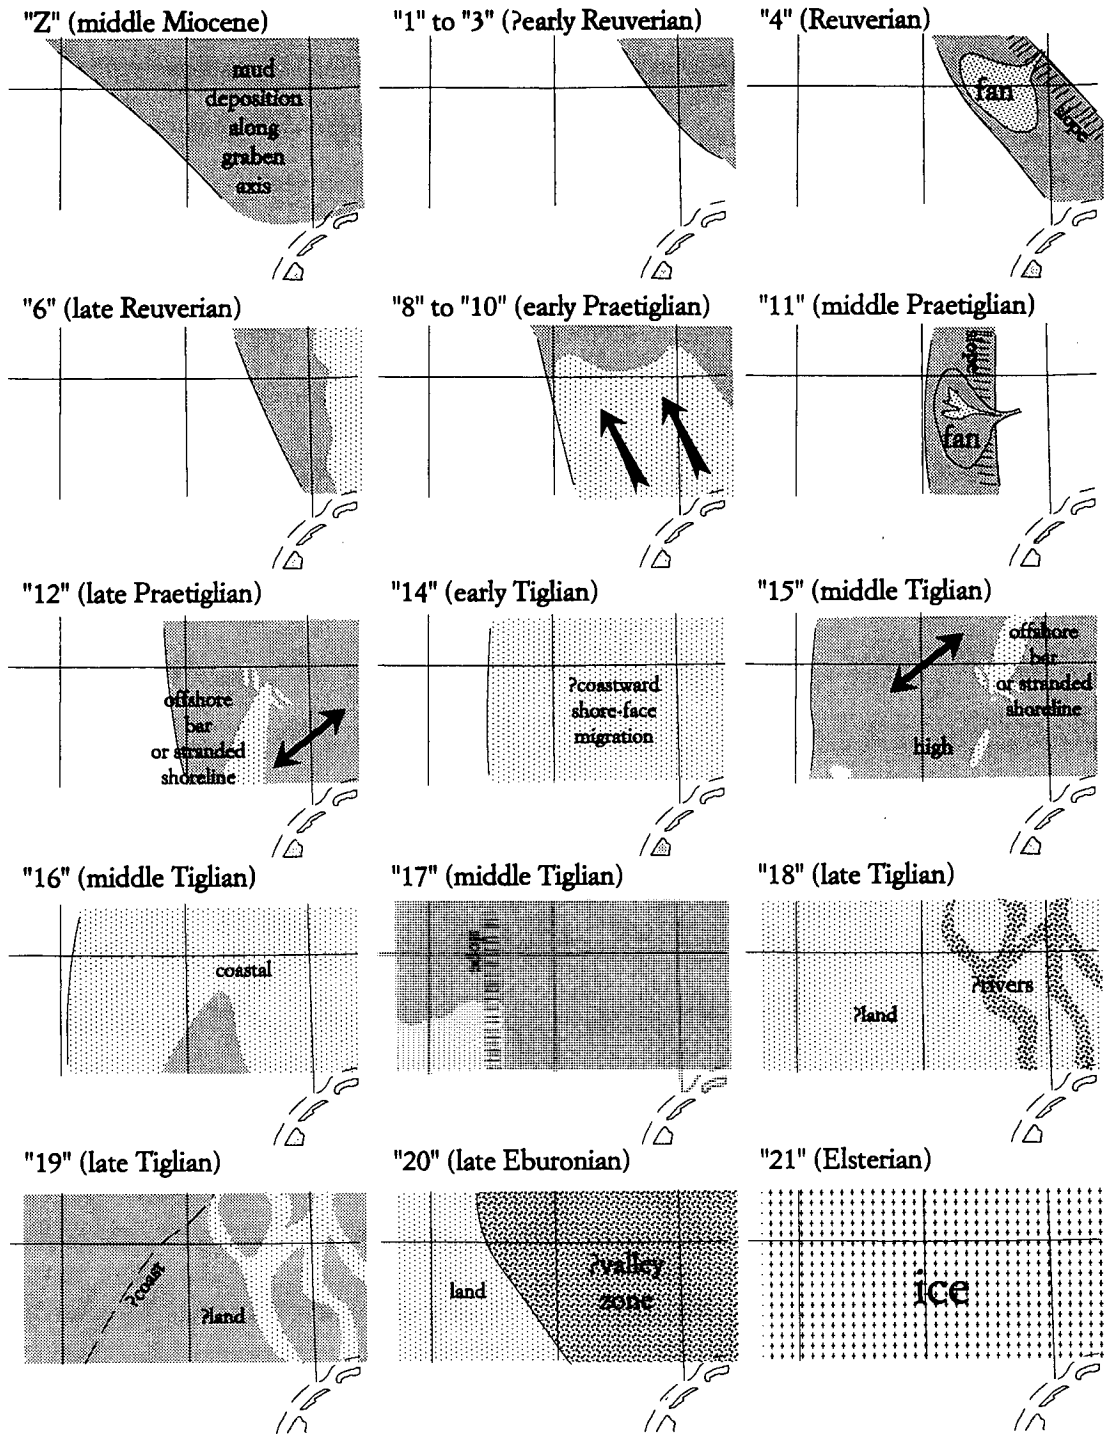 "Z" (middle Miocene)
mud
deposition
along
graben
axis
"1" to "3" (?early Reuverian)
"4" (Reuverian)
fan
slope
"6" (late Reuverian)
"8" to "10" (early Praetiglian)
"11" (middle Praetiglian)
slope
fan
"12" (late Praetiglian)
offshore
bar
or stranded
shoreline
"14" (early Tiglian)
?coastward
shore-face
migration
"15" (middle Tiglian)
offshore
bar
or stranded
shoreline
high
"16" (middle Tiglian)
coastal
"17" (middle Tiglian)
slope
"18" (late Tiglian)
?rivers
?land
"19" (late Tiglian)
?coast
?land
"20" (late Eburonian)
?valley
zone
land
"21" (Elsterian)
ice